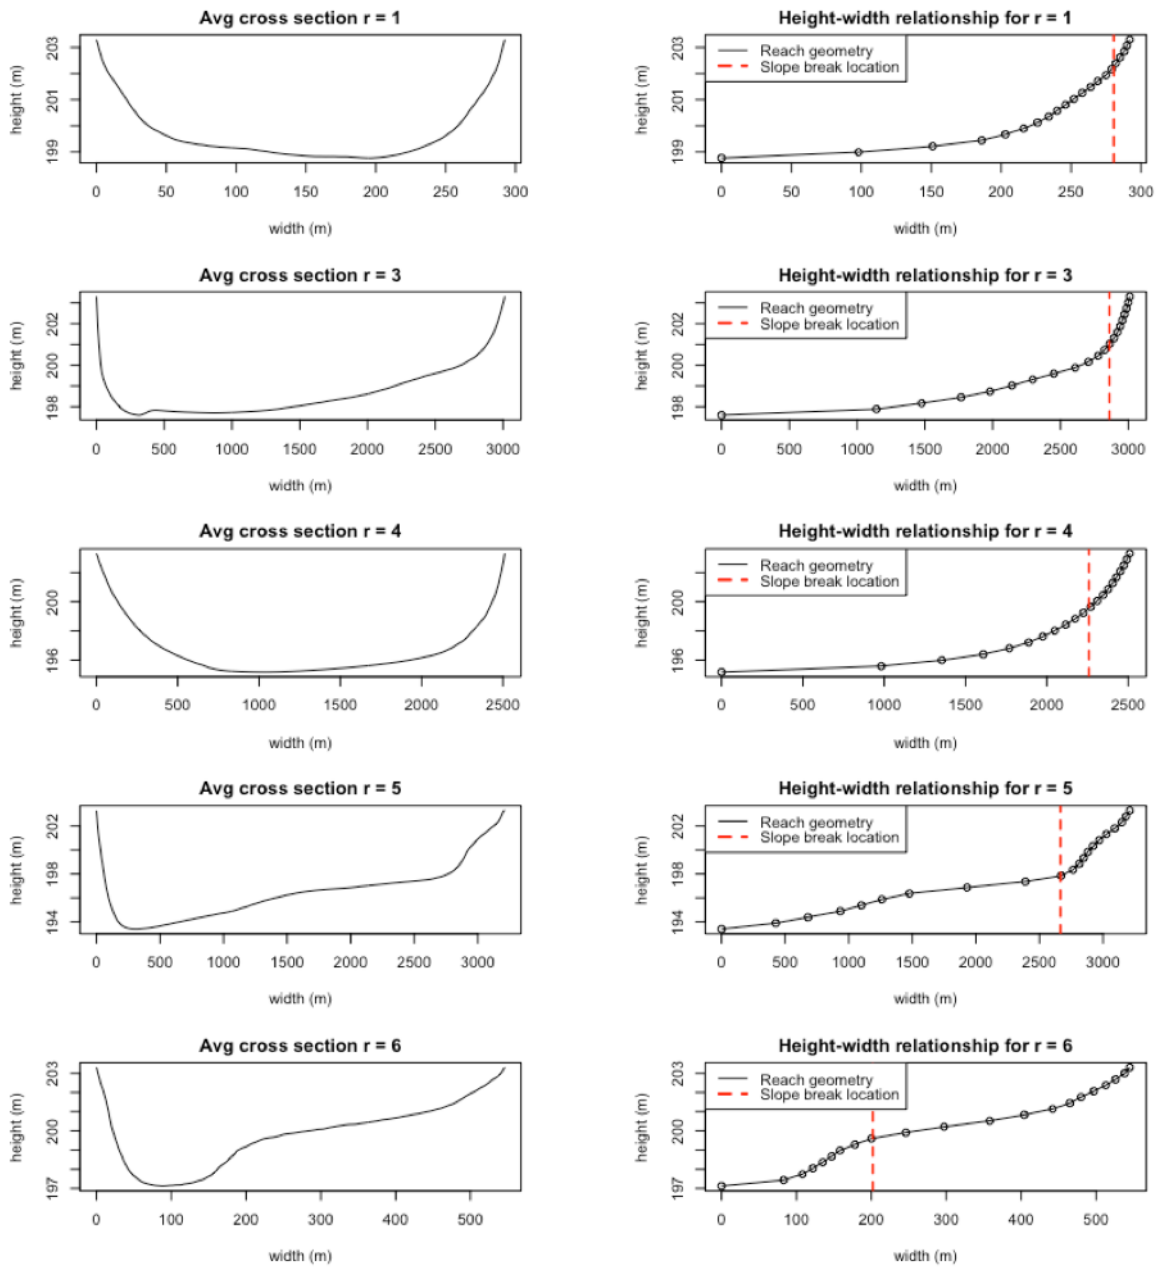 Avg cross section r = 1
Height-width relationship for r = 1
height (m)
203
201
199
0 50 100 150 200 250 300
width (m)
height (m)
203
201
199
Reach geometry
Slope break location
0 50 100 150 200 250 300
width (m)
Avg cross section r = 3
Height-width relationship for r = 3
height (m)
202
200
198
0 500 1000 1500 2000 2500 3000
width (m)
height (m)
202
200
198
Reach geometry
Slope break location
0 500 1000 1500 2000 2500 3000
width (m)
Avg cross section r = 4
Height-width relationship for r = 4
height (m)
200
196
0 500 1000 1500 2000 2500
width (m)
height (m)
200
196
Reach geometry
Slope break location
0 500 1000 1500 2000 2500
width (m)
Avg cross section r = 5
Height-width relationship for r = 5
height (m)
202
198
194
0 500 1000 1500 2000 2500 3000
width (m)
height (m)
202
198
194
Reach geometry
Slope break location
0 500 1000 1500 2000 2500 3000
width (m)
Avg cross section r = 6
Height-width relationship for r = 6
height (m)
203
200
197
0 100 200 300 400 500
width (m)
height (m)
203
200
197
Reach geometry
Slope break location
0 100 200 300 400 500
width (m)